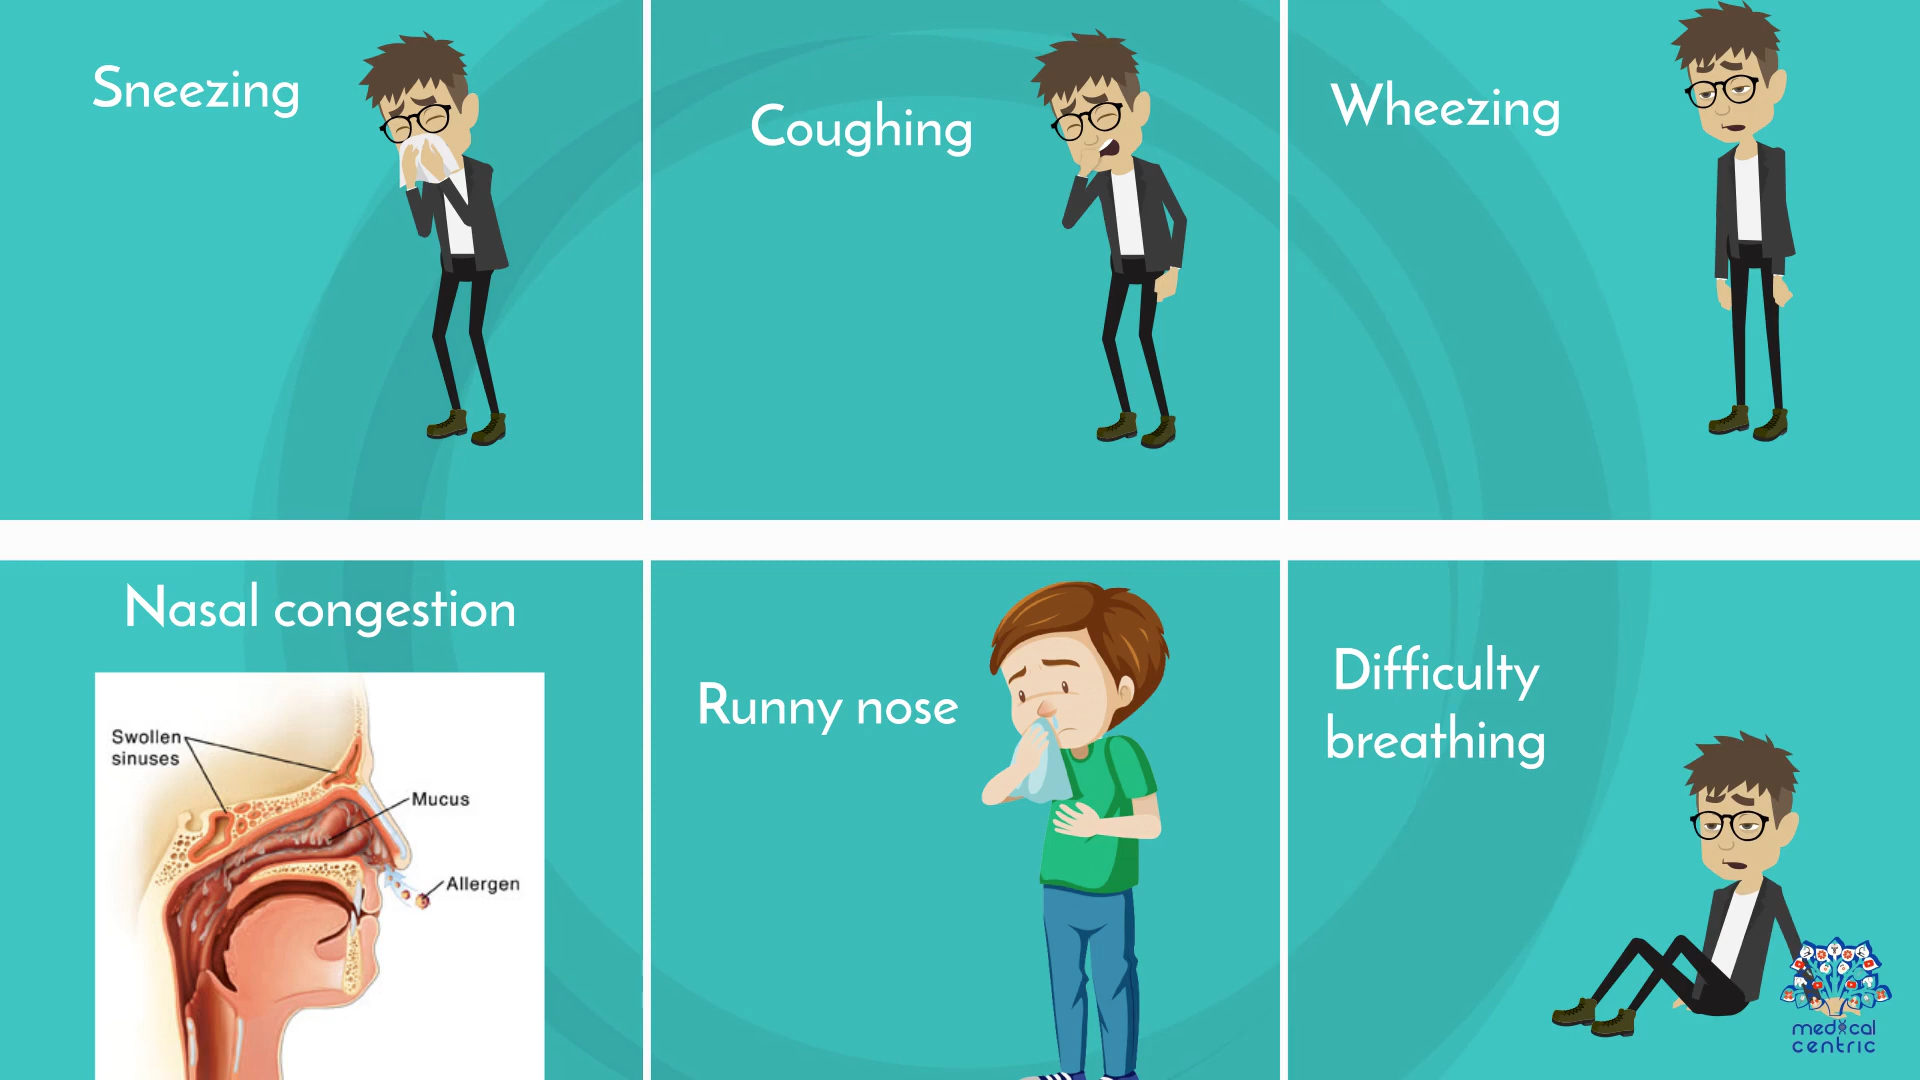 Sneezing
Coughing
Wheezing
Nasal congestion
Swollen
sinuses
Mucus
Allergen
Runny nose
Difficulty
breathing
medical
centric